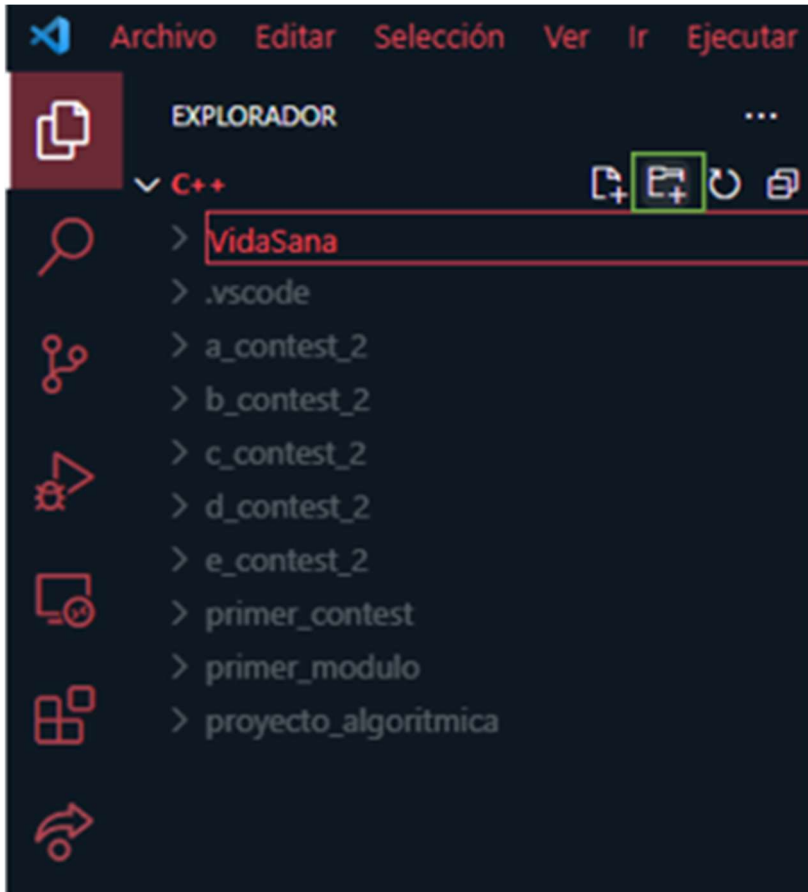 Archivo Editar Selección Ver Ir Ejecutar
EXPLORADOR
C++
VidaSana
.vscode
a_contest_2
b_contest_2
c_contest_2
d_contest_2
e_contest_2
primer_contest
primer_modulo
proyecto_algoritmica